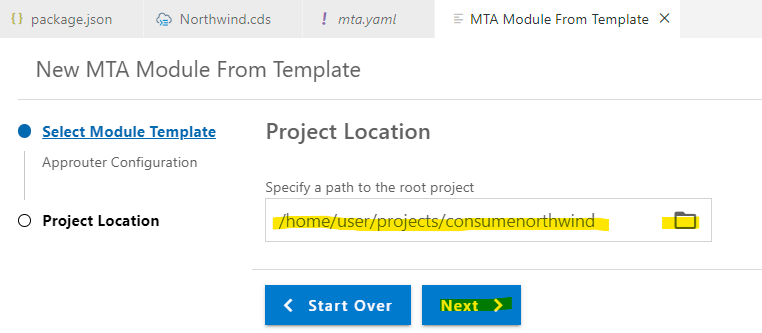 package.json
Northwind.cds
mta.yaml
MTA Module From Template
New MTA Module From Template
Select Module Template
Approuter Configuration
Project Location
Project Location
Specify a path to the root project
/home/user/projects/consumenorthwind
Start Over
Next